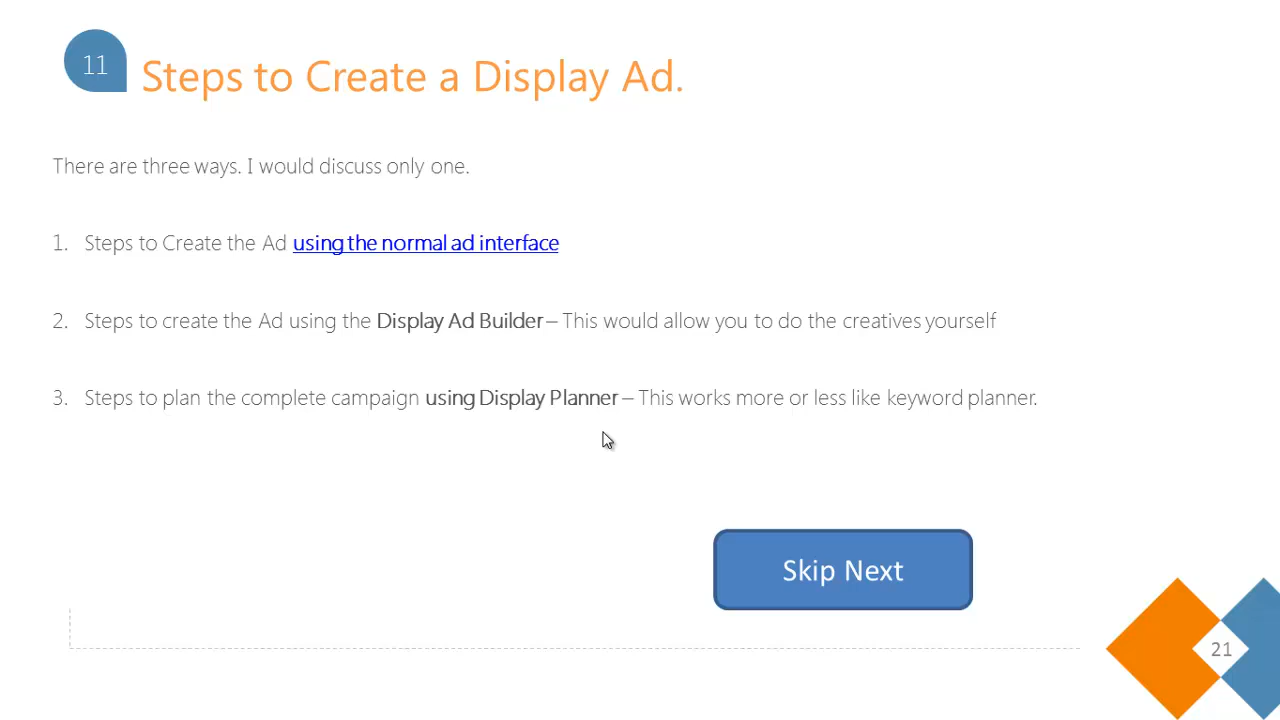 11
Steps to Create a Display Ad.
There are three ways. I would discuss only one.
1. Steps to Create the Ad using the normal ad interface
2. Steps to create the Ad using the Display Ad Builder – This would allow you to do the creatives yourself
3. Steps to plan the complete campaign using Display Planner – This works more or less like keyword planner.
Skip Next
21